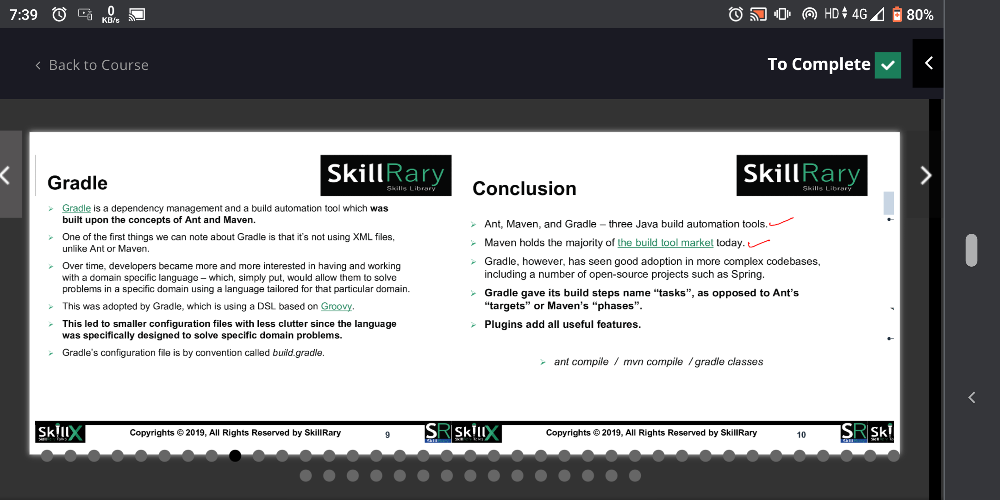 7:39
0
KB/s
HD 4G 80%
Back to Course
To Complete
SkillRary
Skills Library
Gradle
Gradle is a dependency management and a build automation tool which was
built upon the concepts of Ant and Maven.
One of the first things we can note about Gradle is that it's not using XML files,
unlike Ant or Maven.
Over time, developers became more and more interested in having and working
with a domain specific language – which, simply put, would allow them to solve
problems in a specific domain using a language tailored for that particular domain.
This was adopted by Gradle, which is using a DSL based on Groovy.
This led to smaller configuration files with less clutter since the language
was specifically designed to solve specific domain problems.
Gradle's configuration file is by convention called build.gradle.
SkillX
SkillRary Talks
Copyrights © 2019, All Rights Reserved by SkillRary
9
SR
SkillRary
SkillRary
Skills Library
Conclusion
Ant, Maven, and Gradle – three Java build automation tools.
Maven holds the majority of the build tool market today.
Gradle, however, has seen good adoption in more complex codebases,
including a number of open-source projects such as Spring.
Gradle gave its build steps name “tasks”, as opposed to Ant's
“targets” or Maven's “phases”.
Plugins add all useful features.
ant compile / mvn compile / gradle classes
SkillX
SkillRary Talks
Copyrights © 2019, All Rights Reserved by SkillRary
10
SR
SkillRary
Ski